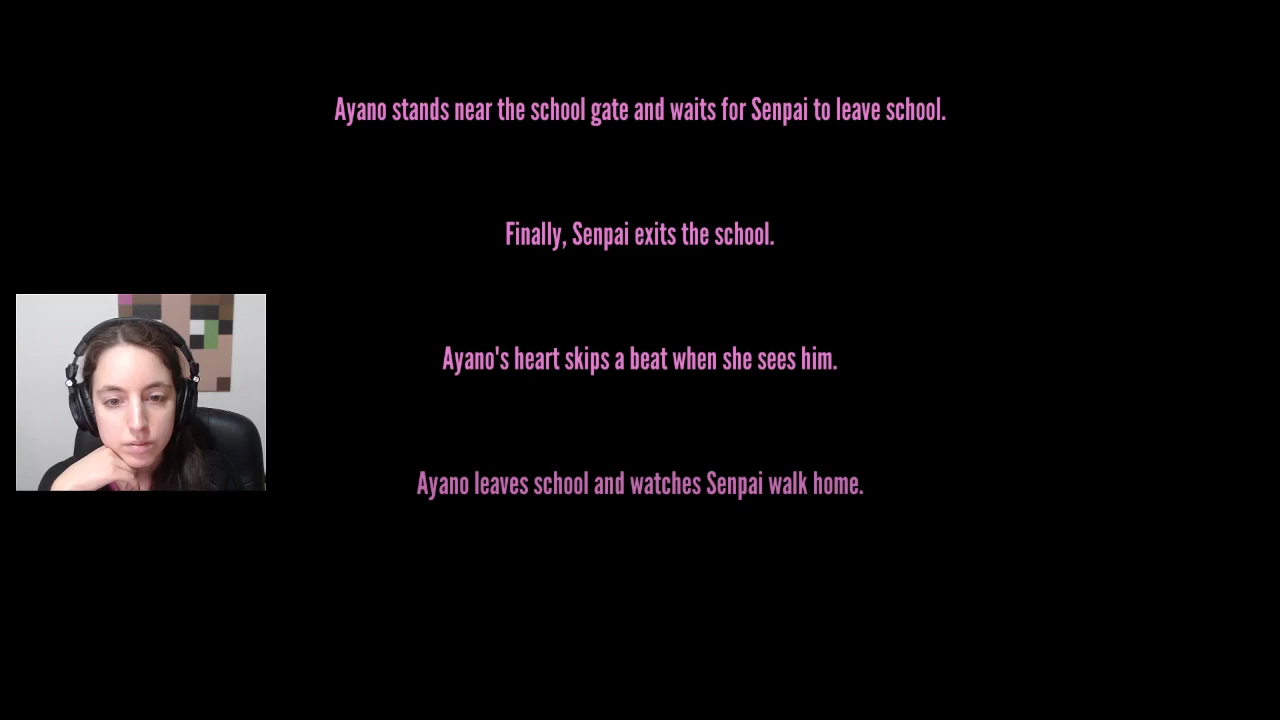 Ayano stands near the school gate and waits for Senpai to leave school.
Finally, Senpai exits the school.
Ayano's heart skips a beat when she sees him.
Ayano leaves school and watches Senpai walk home.